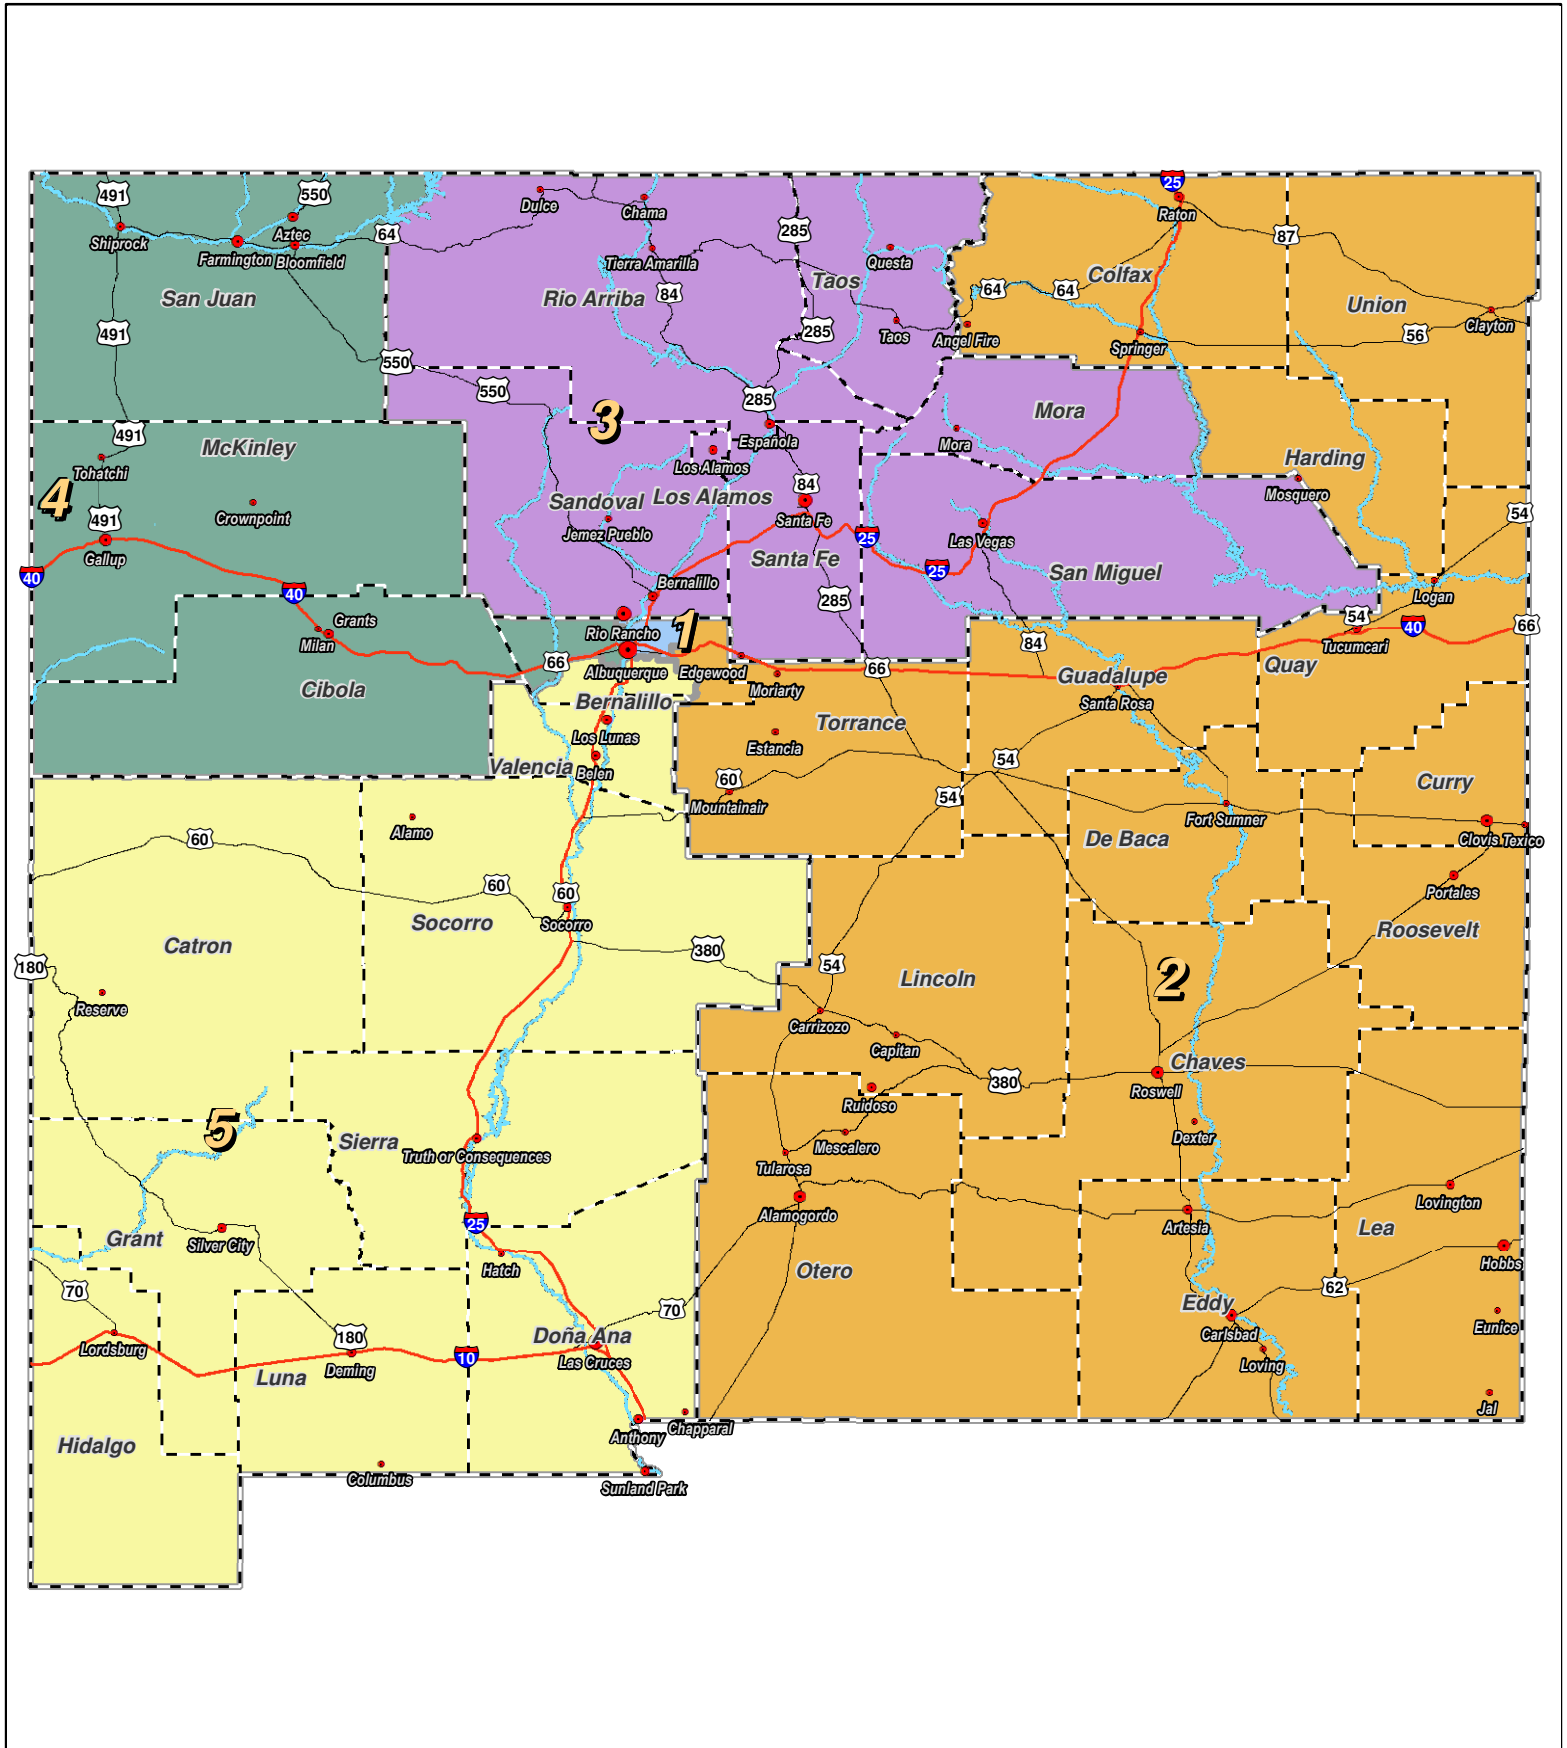 491
550
25
Dulce
Chama
Raton
Shiprock
Aztec
64
285
87
Farmington
Bloomfield
Tierra Amarilla
Questa
San Juan
Rio Arriba
84
Taos
64
64
Colfax
Union
491
285
Taos
Angel Fire
Springer
56
Clayton
550
550
285
3
Mora
491
McKinley
Española
Mora
Tohatchi
Los Alamos
Harding
4
Crownpoint
Sandoval
Los Alamos
84
Mosquero
491
Jemez Pueblo
Santa Fe
54
Gallup
25
Las Vegas
Santa Fe
25
San Miguel
40
40
Bernalillo
285
Logan
Grants
Milan
Rio Rancho
1
84
54
40
66
Tucumcari
66
Albuquerque
Edgewood
66
Guadalupe
Quay
Cibola
Moriarty
Santa Rosa
Bernalillo
Torrance
Los Lunas
Estancia
Valencia
Belen
54
60
Curry
Mountainair
54
Alamo
Fort Sumner
60
De Baca
Clovis
Texico
60
60
Portales
Socorro
Socorro
Roosevelt
Catron
380
180
54
Lincoln
2
Reserve
Carrizozo
Capitan
Chaves
380
Roswell
Ruidoso
5
Sierra
Truth or Consequences
Mescalero
Dexter
Tularosa
Lovington
Alamogordo
25
Artesia
Lea
Grant
Silver City
Hatch
Otero
Hobbs
70
62
70
Eddy
180
Doña Ana
Carlsbad
Eunice
Lordsburg
10
Las Cruces
Deming
Loving
Luna
Jal
Chapparal
Anthony
Hidalgo
Columbus
Sunland Park